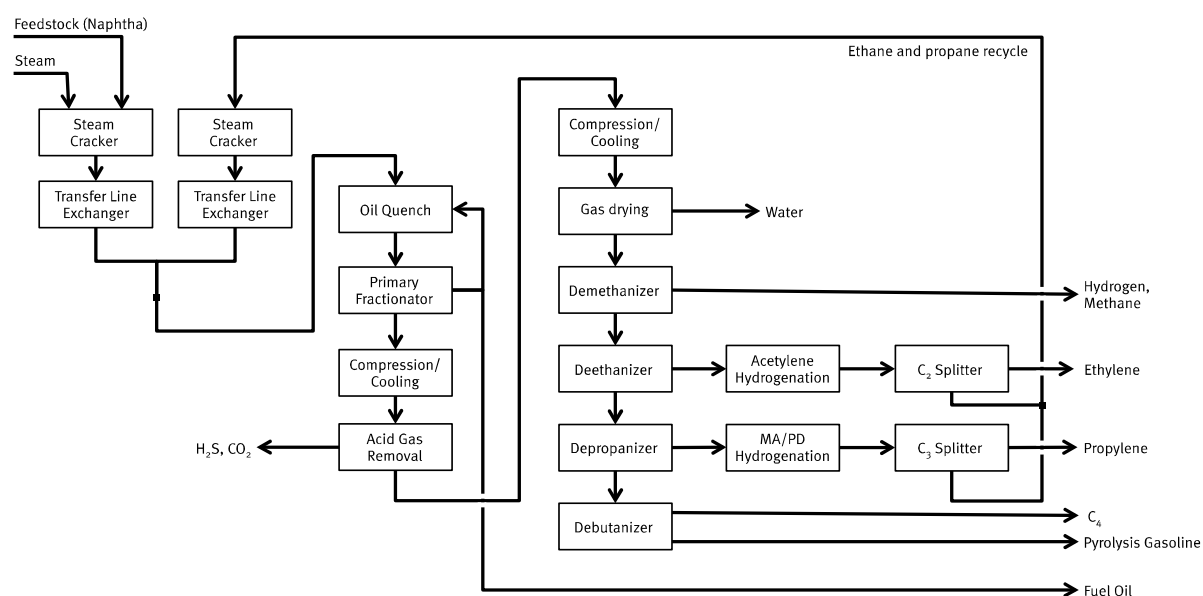 Feedstock (Naphtha)
Steam
Ethane and propane recycle
Steam
Cracker
Steam
Cracker
Transfer Line
Exchanger
Transfer Line
Exchanger
Oil Quench
Primary
Fractionator
Compression/
Cooling
Acid Gas
Removal
H₂S, CO₂
Compression/
Cooling
Gas drying
Water
Demethanizer
Hydrogen,
Methane
Deethanizer
Acetylene
Hydrogenation
C₂ Splitter
Ethylene
Depropanizer
MA/PD
Hydrogenation
C₃ Splitter
Propylene
Debutanizer
C₄
Pyrolysis Gasoline
Fuel Oil